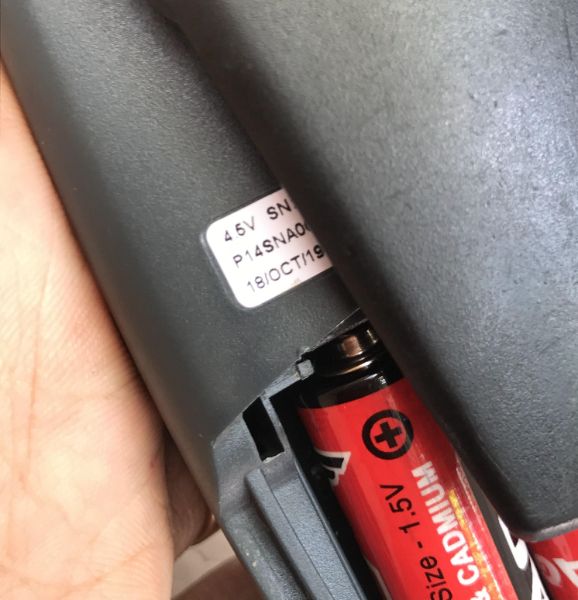 4.5V SN
P14SNA0
18/OCT/19
Size - 1.5V
& CADMIUM